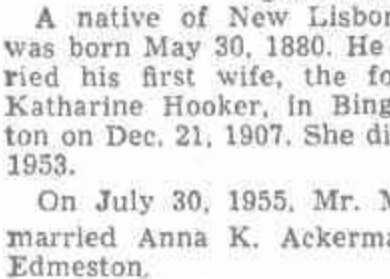 A native of New Lisbon
was born May 30, 1880. He
ried his first wife, the fo
Katharine Hooker, in Bing
ton on Dec. 21, 1907. She di
1953.
On July 30, 1955, Mr. M
married Anna K. Ackerma
Edmeston.